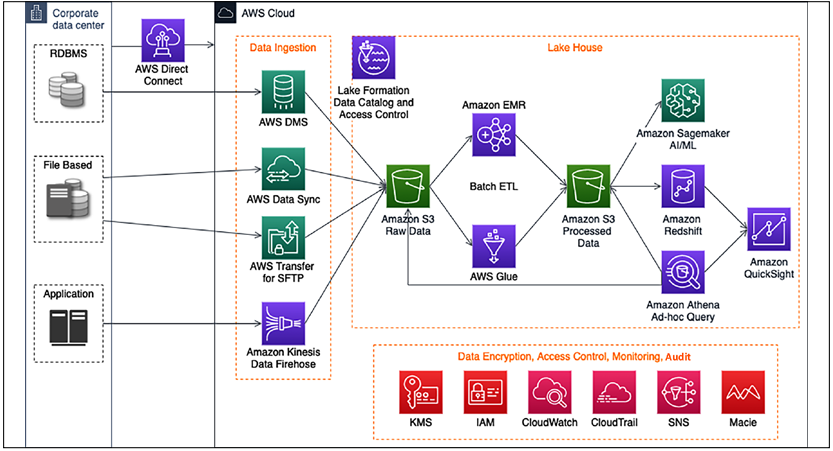 Corporate
data center
AWS Cloud
RDBMS
AWS Direct
Connect
Data Ingestion
Lake House
AWS DMS
Lake Formation
Data Catalog and
Access Control
Amazon EMR
Amazon Sagemaker
AI/ML
File Based
AWS Data Sync
Amazon S3
Raw Data
Batch ETL
Amazon S3
Processed
Data
Amazon
Redshift
AWS Transfer
for SFTP
AWS Glue
Amazon
QuickSight
Application
Amazon Athena
Ad-hoc Query
Amazon Kinesis
Data Firehose
Data Encryption, Access Control, Monitoring, Audit
KMS
IAM
CloudWatch
CloudTrail
SNS
Macie